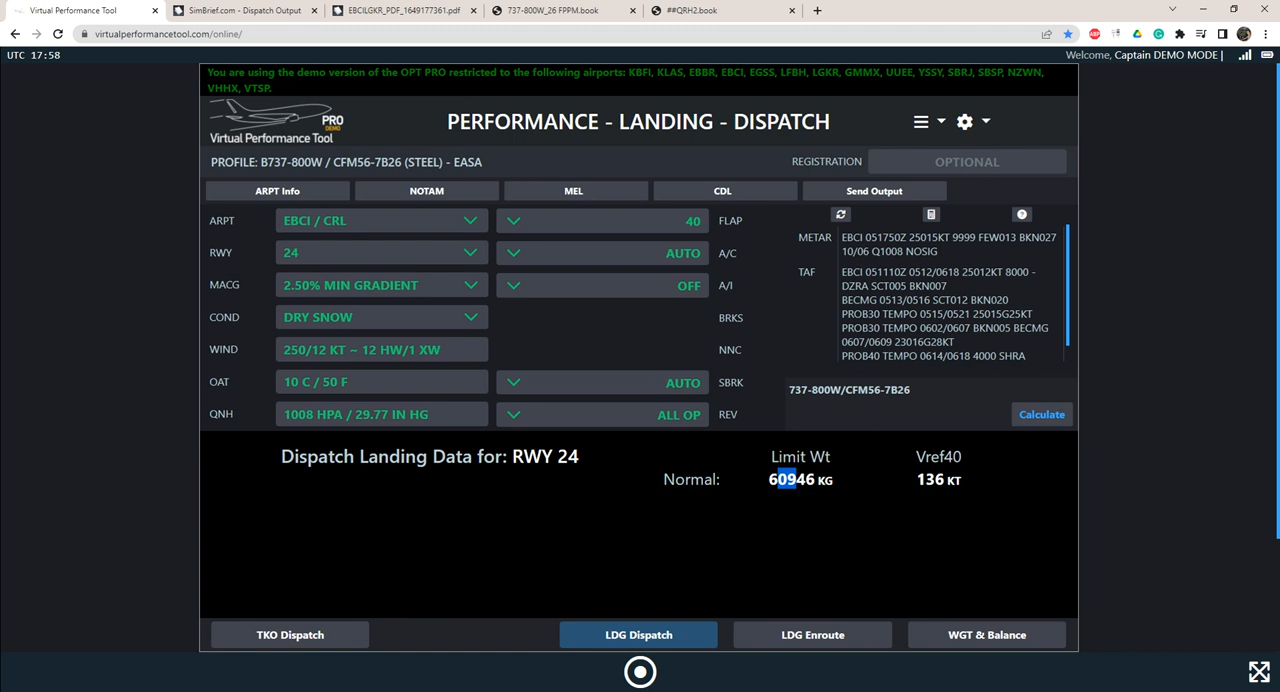 Virtual Performance Tool
SimBrief.com - Dispatch Output
EBCILGKR_PDF_1649177361.pdf
737-800W_26 FPPM.book
##QRH2.book
virtualperformancetool.com/online/
UTC 17:58
Welcome, Captain DEMO MODE |
You are using the demo version of the OPT PRO restricted to the following airports: KBFI, KLAS, EBBR, EBCI, EGSS, LFBH, LGKR, GMMX, UUEE, YSSY, SBRJ, SBSP, NZWN,
VHHX, VTSP.
PRO
DEMO
Virtual Performance Tool
PERFORMANCE - LANDING - DISPATCH
PROFILE: B737-800W / CFM56-7B26 (STEEL) - EASA
REGISTRATION OPTIONAL
ARPT Info NOTAM MEL CDL Send Output
ARPT EBCI / CRL 40 FLAP
RWY 24 AUTO A/C
MACG 2.50% MIN GRADIENT OFF A/I
COND DRY SNOW BRKS
WIND 250/12 KT ~ 12 HW/1 XW NNC
OAT 10 C / 50 F AUTO SBRK
QNH 1008 HPA / 29.77 IN HG ALL OP REV
METAR EBCI 051750Z 25015KT 9999 FEW013 BKN027
10/06 Q1008 NOSIG
TAF EBCI 051110Z 0512/0618 25012KT 8000 -
DZRA SCT005 BKN007
BECMG 0513/0516 SCT012 BKN020
PROB30 TEMPO 0515/0521 25015G25KT
PROB30 TEMPO 0602/0607 BKN005 BECMG
0607/0609 23016G28KT
PROB40 TEMPO 0614/0618 4000 SHRA
737-800W/CFM56-7B26
Calculate
Dispatch Landing Data for: RWY 24 Limit Wt Vref40
Normal: 60946 KG 136 KT
TKO Dispatch LDG Dispatch LDG Enroute WGT & Balance